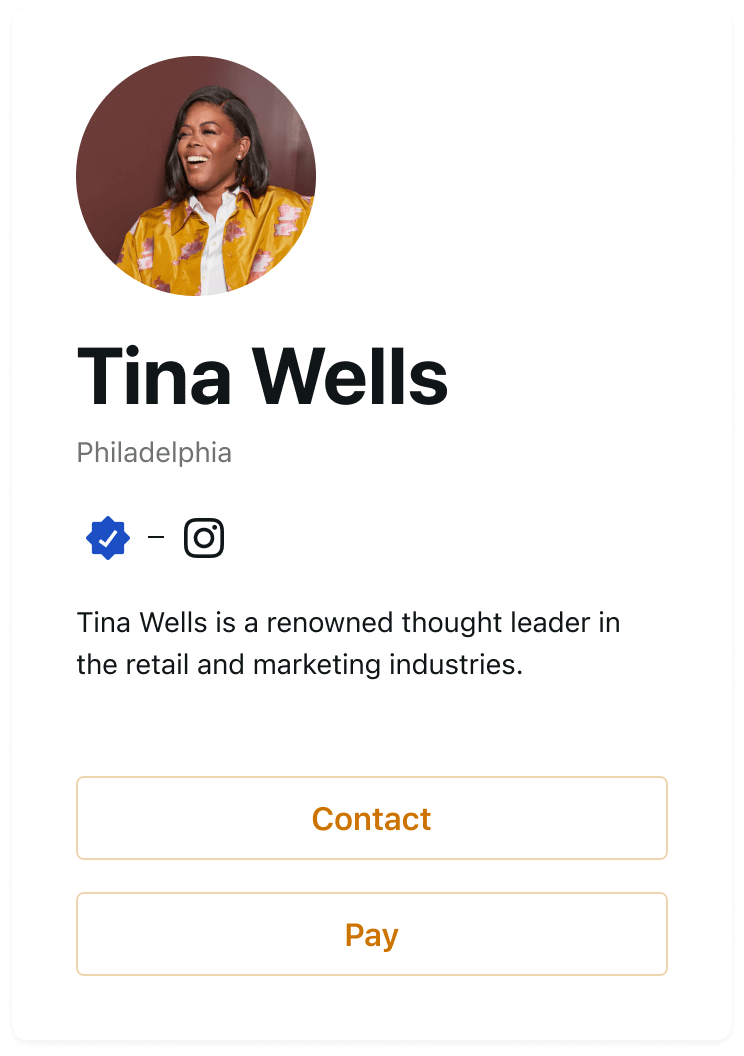 Tina Wells
Philadelphia
–
Tina Wells is a renowned thought leader in
the retail and marketing industries.
Contact
Pay